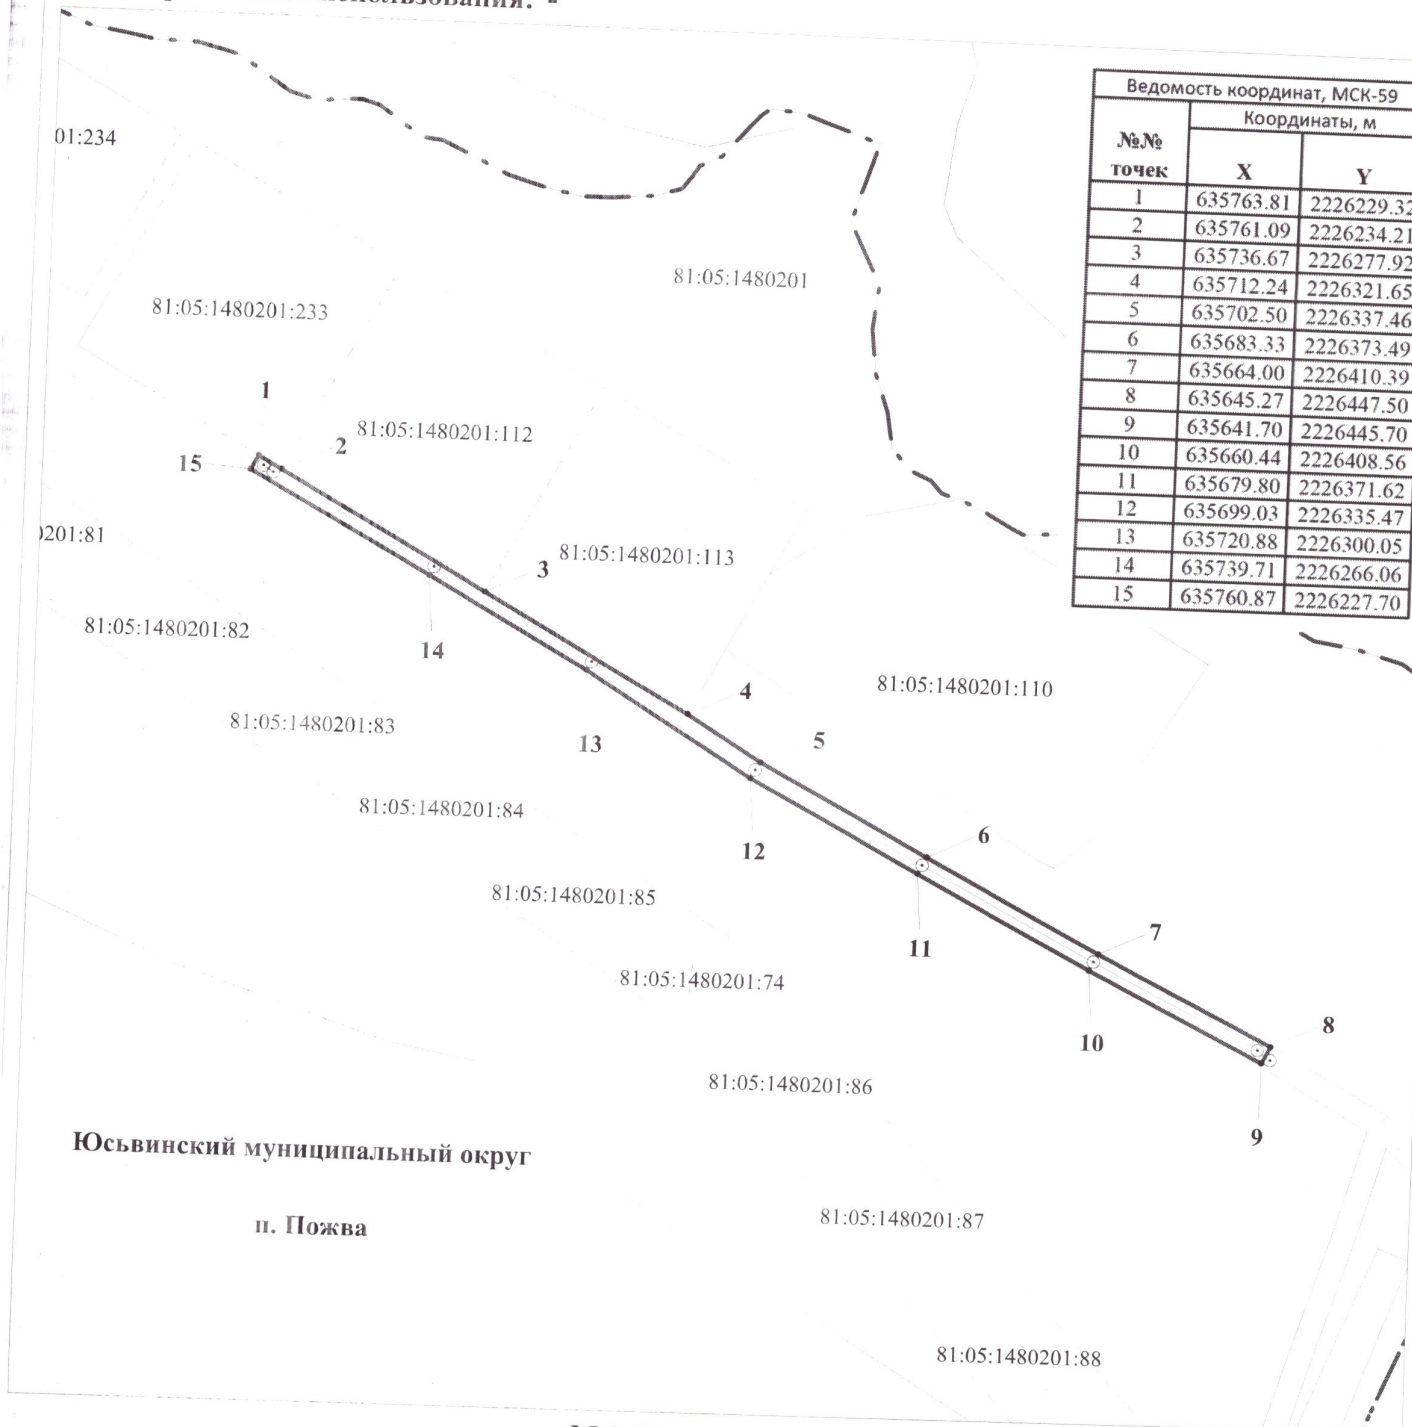 использования: -
Ведомость координат, МСК-59
№№ точек Координаты, м
X Y
1 635763.81 2226229.32
2 635761.09 2226234.21
3 635736.67 2226277.92
4 635712.24 2226321.65
5 635702.50 2226337.46
6 635683.33 2226373.49
7 635664.00 2226410.39
8 635645.27 2226447.50
9 635641.70 2226445.70
10 635660.44 2226408.56
11 635679.80 2226371.62
12 635699.03 2226335.47
13 635720.88 2226300.05
14 635739.71 2226266.06
15 635760.87 2226227.70
01:234
81:05:1480201
81:05:1480201:233
1
81:05:1480201:112
2
15
0201:81
81:05:1480201:113
3
81:05:1480201:82
14
81:05:1480201:110
4
81:05:1480201:83
13
5
81:05:1480201:84
12
6
81:05:1480201:85
11
7
81:05:1480201:74
8
10
81:05:1480201:86
9
Юсьвинский муниципальный округ
81:05:1480201:87
п. Пожва
81:05:1480201:88